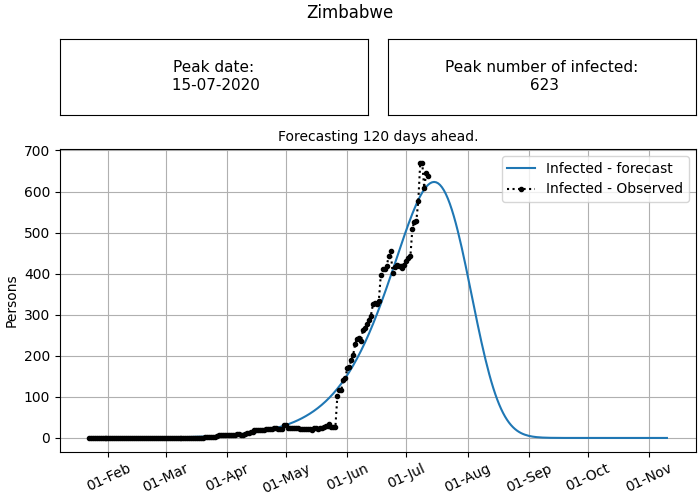 Zimbabwe
Peak date:
15-07-2020
Peak number of infected:
623
Forecasting 120 days ahead.
Infected - forecast
Infected - Observed
Persons
700
600
500
400
300
200
100
0
01-Feb
01-Mar
01-Apr
01-May
01-Jun
01-Jul
01-Aug
01-Sep
01-Oct
01-Nov